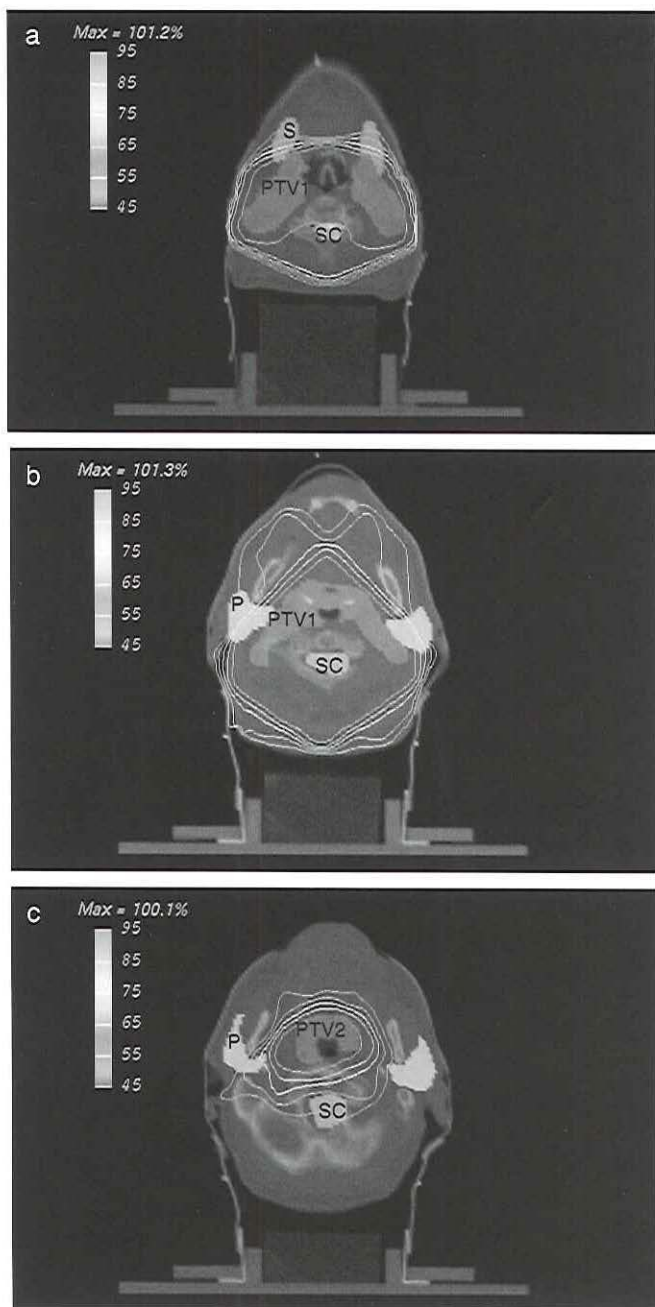 a
Max = 101.2%
95
85
75
65
55
45
S
PTV1
SC
b
Max = 101.3%
95
85
75
65
55
45
P
PTV1
SC
c
Max = 100.1%
95
85
75
65
55
45
P
PTV2
SC